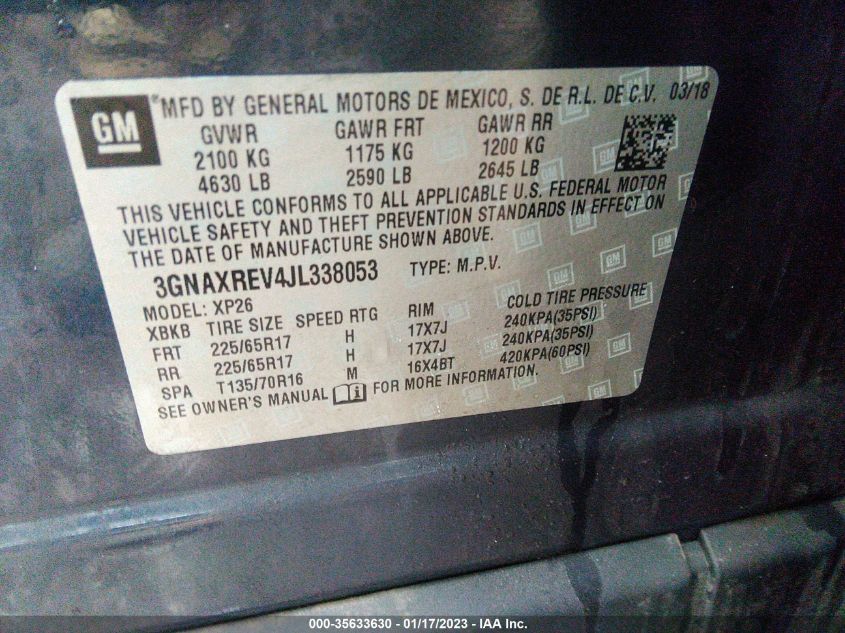 GM
®MFD BY GENERAL MOTORS DE MEXICO, S. DE R.L. DE C.V. 03/18
GVWR GAWR FRT GAWR RR
2100 KG 1175 KG 1200 KG
4630 LB 2590 LB 2645 LB
THIS VEHICLE CONFORMS TO ALL APPLICABLE U.S. FEDERAL MOTOR
VEHICLE SAFETY AND THEFT PREVENTION STANDARDS IN EFFECT ON
THE DATE OF MANUFACTURE SHOWN ABOVE.
3GNAXREV4JL338053 TYPE: M.P.V.
MODEL: XP26
XBKB TIRE SIZE SPEED RTG RIM COLD TIRE PRESSURE
FRT 225/65R17 H 17X7J 240KPA(35PSI)
RR 225/65R17 H 17X7J 240KPA(35PSI)
SPA T135/70R16 M 16X4BT 420KPA(60PSI)
SEE OWNER'S MANUAL i FOR MORE INFORMATION.
000-35633630 - 01/17/2023 - IAA Inc.